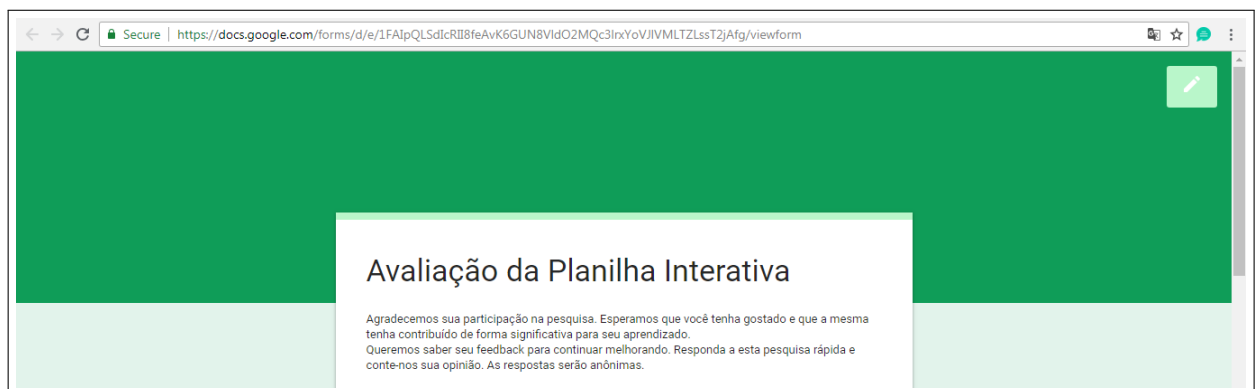 Secure | https://docs.google.com/forms/d/e/1FAIpQLSdIcRII8feAvK6GUN8VIdO2MQc3IrxYoVJIVMLTZLssT2jAfg/viewform
Avaliação da Planilha Interativa
Agradecemos sua participação na pesquisa. Esperamos que você tenha gostado e que a mesma
tenha contribuído de forma significativa para seu aprendizado.
Queremos saber seu feedback para continuar melhorando. Responda a esta pesquisa rápida e
conte-nos sua opinião. As respostas serão anônimas.